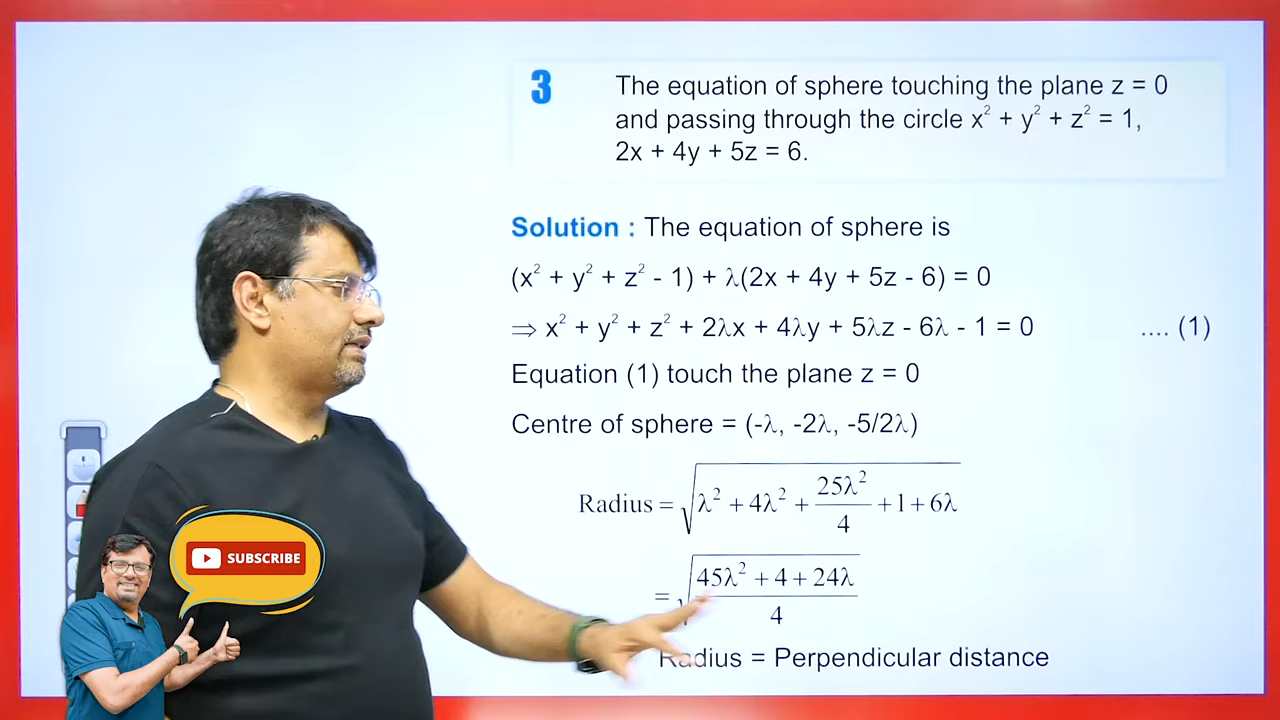 3
The equation of sphere touching the plane z = 0
and passing through the circle x² + y² + z² = 1,
2x + 4y + 5z = 6.
Solution : The equation of sphere is
(x² + y² + z² - 1) + λ(2x + 4y + 5z - 6) = 0
⇒ x² + y² + z² + 2λx + 4λy + 5λz - 6λ - 1 = 0 .... (1)
Equation (1) touch the plane z = 0
Centre of sphere = (-λ, -2λ, -5/2λ)
Radius = √(λ² + 4λ² + 25λ²/4 + 1 + 6λ)
= √((45λ² + 4 + 24λ)/4)
SUBSCRIBE
Radius = Perpendicular distance